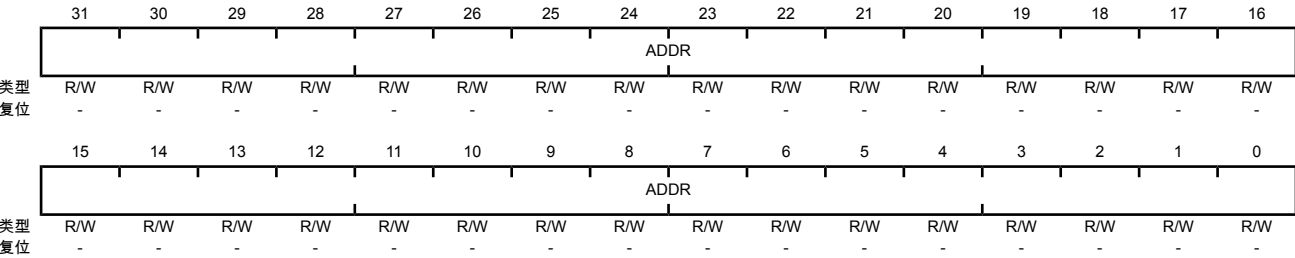 31 30 29 28 27 26 25 24 23 22 21 20 19 18 17 16
ADDR
类型 R/W R/W R/W R/W R/W R/W R/W R/W R/W R/W R/W R/W R/W R/W R/W R/W
复位 - - - - - - - - - - - - - - - -
15 14 13 12 11 10 9 8 7 6 5 4 3 2 1 0
ADDR
类型 R/W R/W R/W R/W R/W R/W R/W R/W R/W R/W R/W R/W R/W R/W R/W R/W
复位 - - - - - - - - - - - - - - - -